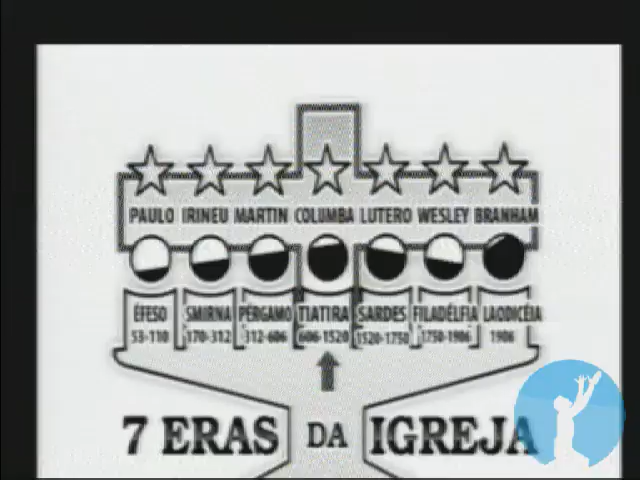 PAULO IRINEU MARTIN COLUMBA LUTERO WESLEY BRANHAM
ÉFESO SMIRNA PÉRGAMO TIATIRA SARDES FILADÉLFIA LAODICÉIA
53-110 170-312 312-606 606-1520 1520-1750 1750-1906 1906
7 ERAS DA IGREJA